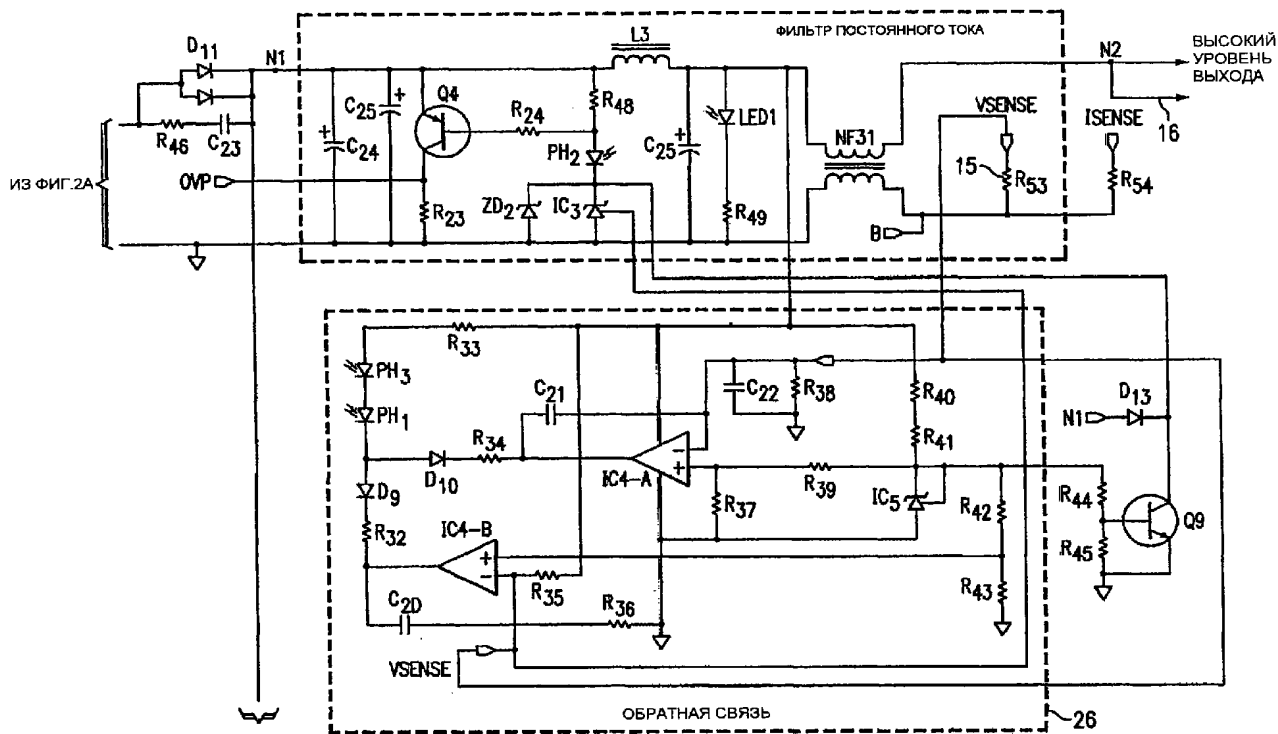 ФИЛЬТР ПОСТОЯННОГО ТОКА
D11
N1
L3
N2
ВЫСОКИЙ
УРОВЕНЬ
ВЫХОДА
C25
Q4
R48
R24
LED1
VSENSE
ISENSE
16
R46
C23
C24
PH2
C25
NF31
15
R53
R54
ИЗ ФИГ.2А
OVP
R23
ZD2
IC3
R49
B
R33
PH3
C21
C22
R38
R40
D13
N1
PH1
R34
R41
D10
IC4-A
R39
D9
R37
IC5
R42
R44
Q9
R32
IC4-B
R45
R35
R43
C2D
R36
VSENSE
ОБРАТНАЯ СВЯЗЬ
26